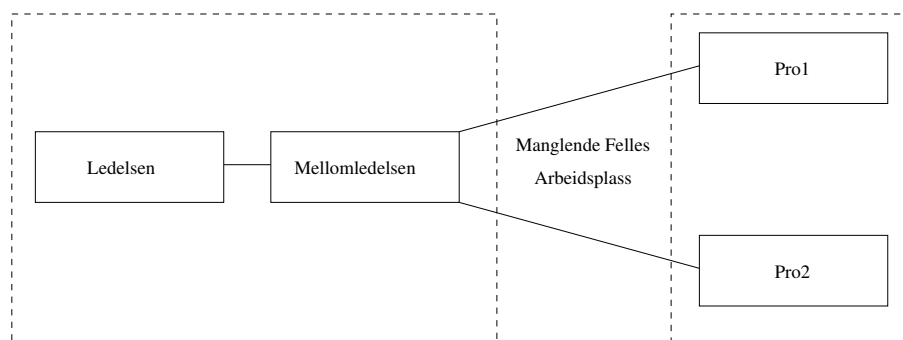 Pro1
Ledelsen
Mellomledelsen
Manglende Felles
Arbeidsplass
Pro2